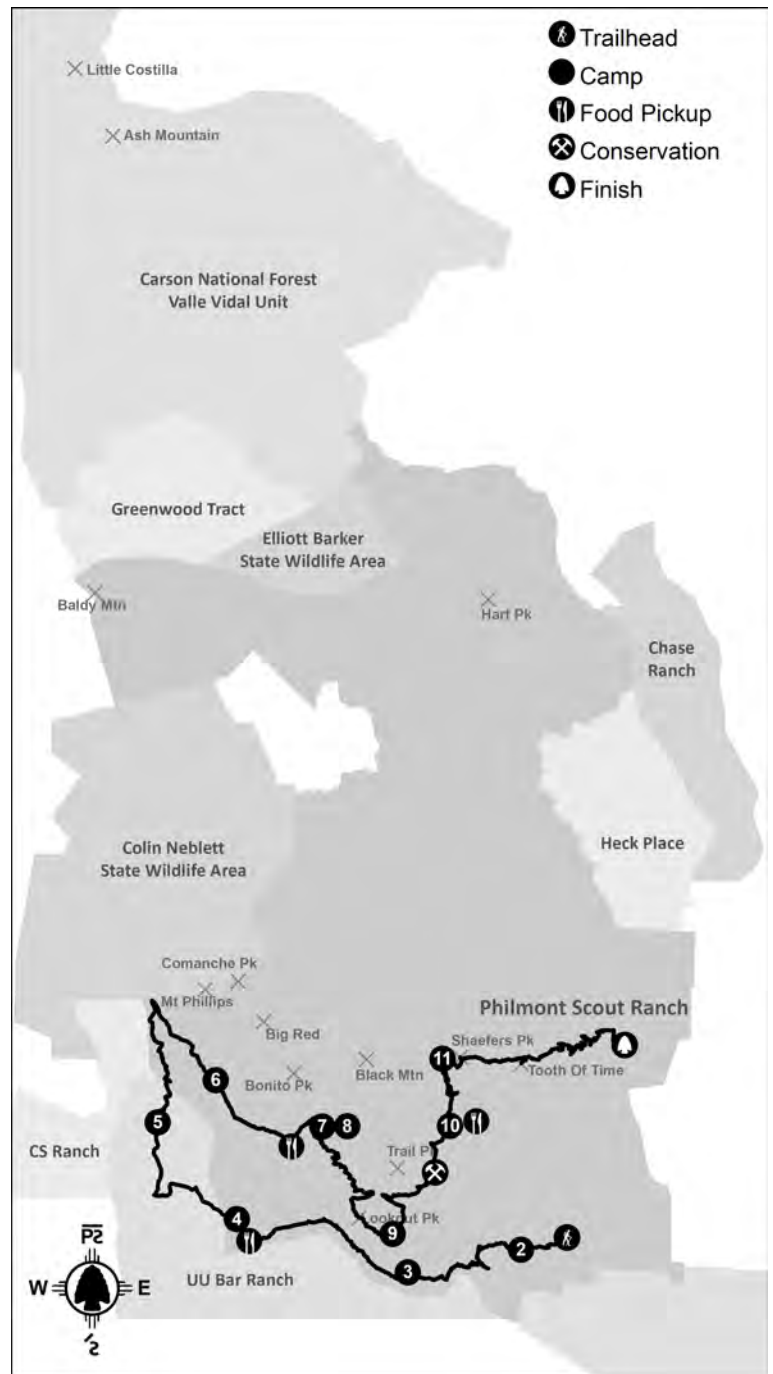 Trailhead
Camp
Food Pickup
Conservation
Finish
Little Costilla
Ash Mountain
Carson National Forest
Valle Vidal Unit
Greenwood Tract
Elliott Barker
State Wildlife Area
Baldy Mtn
Hart Pk
Chase
Ranch
Heck Place
Colin Neblett
State Wildlife Area
Comanche Pk
Mt Phillips
Big Red
Bonito Pk
Black Mtn
Philmont Scout Ranch
Shaefers Pk
Tooth Of Time
11
6
5
7
8
10
CS Ranch
Trail Pk
4
Lookout Pk
9
2
3
UU Bar Ranch
W
E